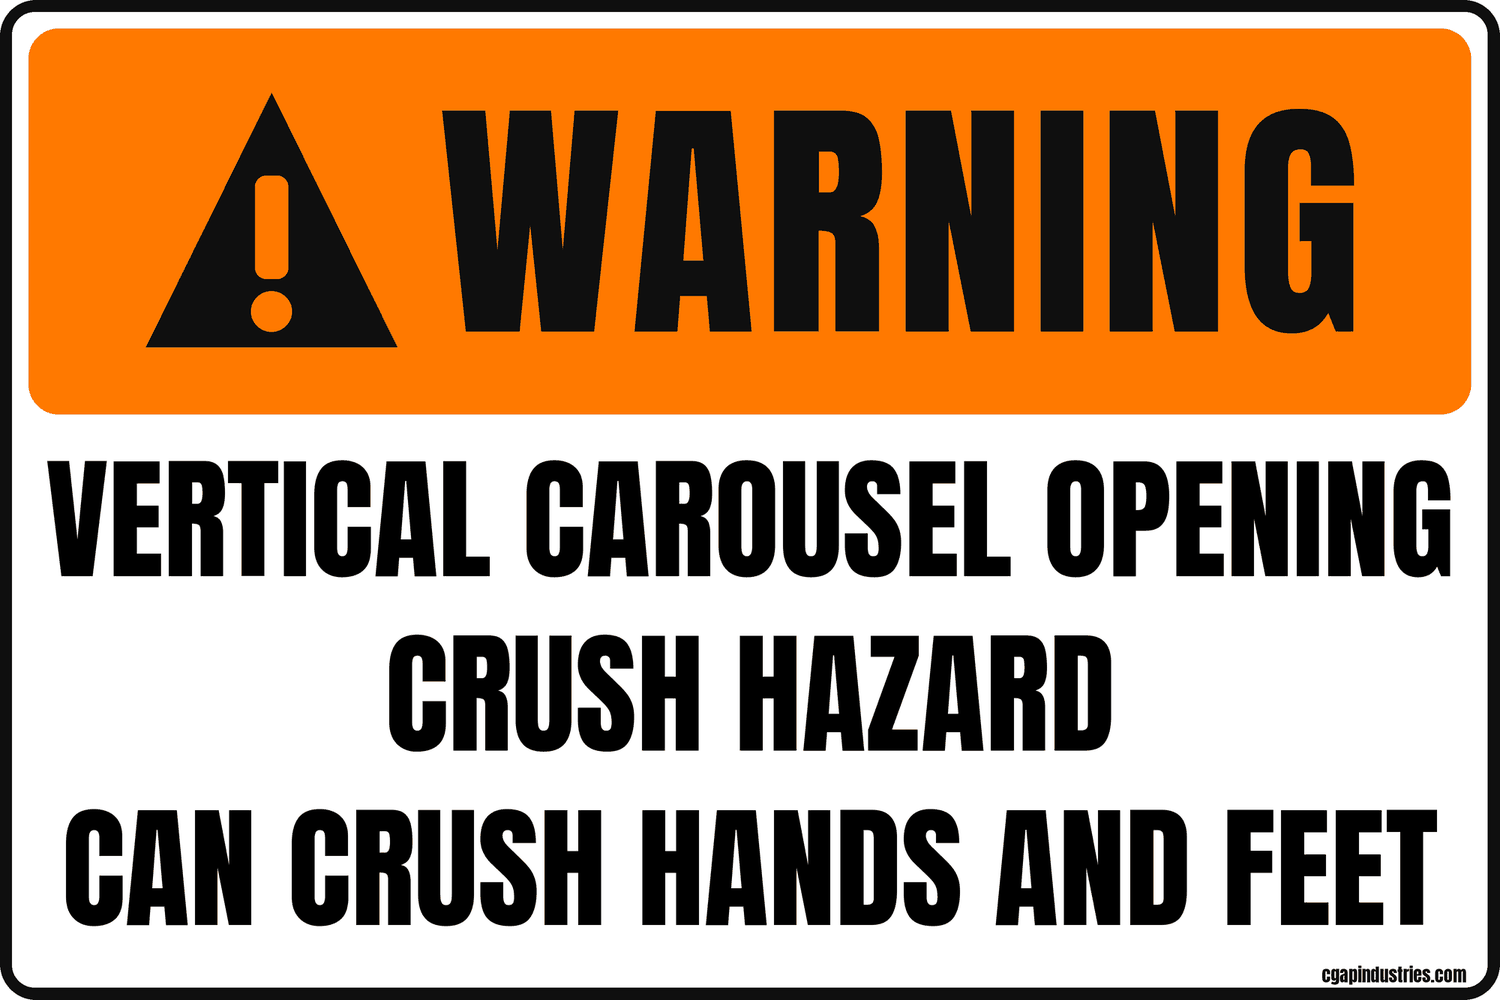 WARNING
VERTICAL CAROUSEL OPENING
CRUSH HAZARD
CAN CRUSH HANDS AND FEET
cgapindustries.com